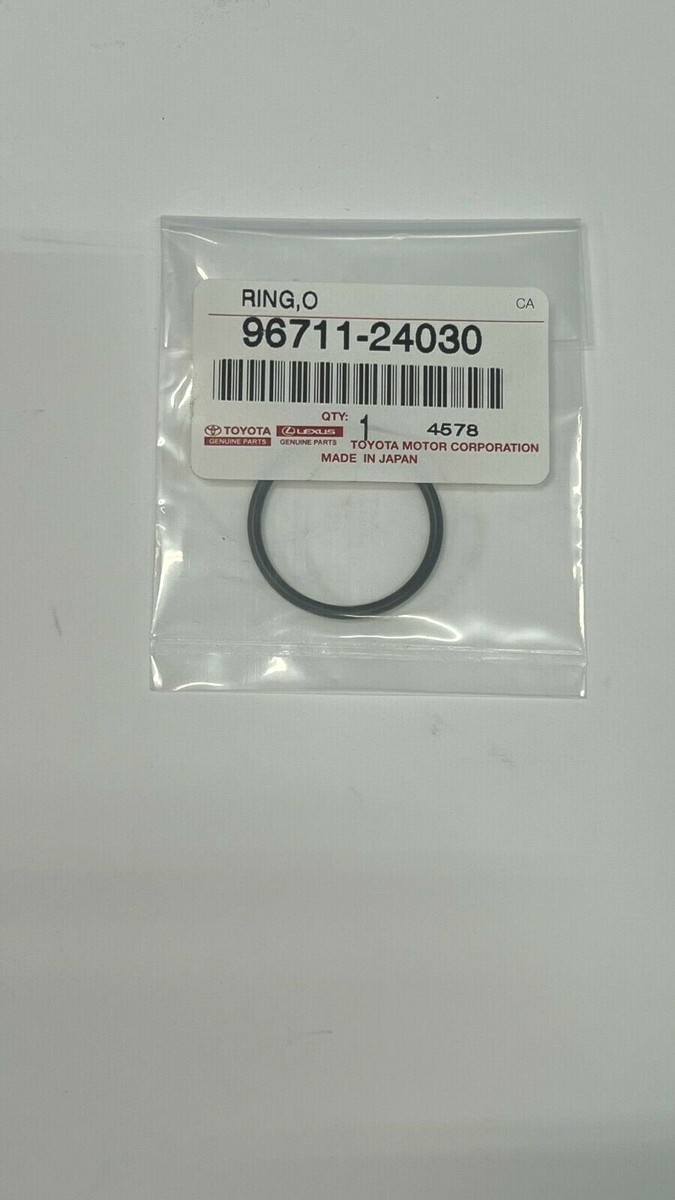 RING,O CA
96711-24030
QTY: 1 4578
TOYOTA LEXUS
GENUINE PARTS GENUINE PARTS TOYOTA MOTOR CORPORATION
MADE IN JAPAN